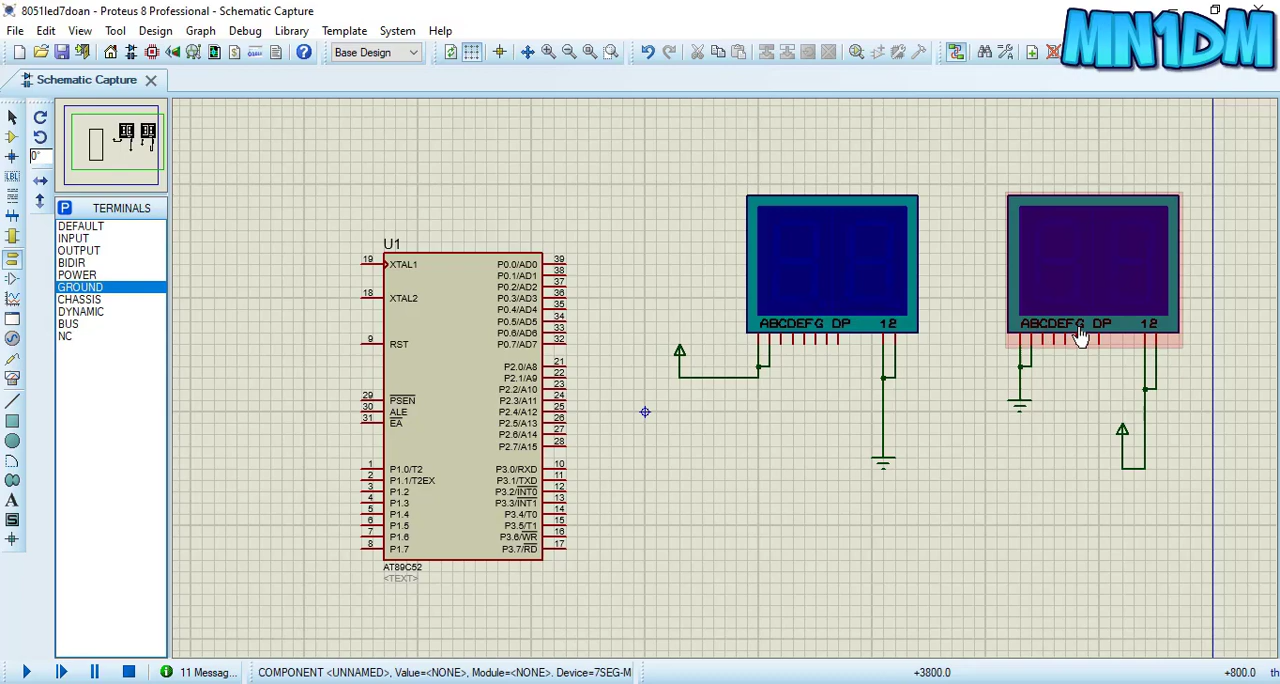 8051led7doan - Proteus 8 Professional - Schematic Capture
File Edit View Tool Design Graph Debug Library Template System Help
Base Design
MN1DM
Schematic Capture
0°
LBL
P TERMINALS
DEFAULT
INPUT
OUTPUT
BIDIR
POWER
GROUND
CHASSIS
DYNAMIC
BUS
NC
A
S
U1
19 XTAL1
18 XTAL2
9 RST
29 PSEN
30 ALE
31 EA
1 P1.0/T2
2 P1.1/T2EX
3 P1.2
4 P1.3
5 P1.4
6 P1.5
7 P1.6
8 P1.7
P0.0/AD0 39
P0.1/AD1 38
P0.2/AD2 37
P0.3/AD3 36
P0.4/AD4 35
P0.5/AD5 34
P0.6/AD6 33
P0.7/AD7 32
P2.0/A8 21
P2.1/A9 22
P2.2/A10 23
P2.3/A11 24
P2.4/A12 25
P2.5/A13 26
P2.6/A14 27
P2.7/A15 28
P3.0/RXD 10
P3.1/TXD 11
P3.2/INT0 12
P3.3/INT1 13
P3.4/T0 14
P3.5/T1 15
P3.6/WR 16
P3.7/RD 17
AT89C52
<TEXT>
ABCDEFG DP 12
ABCDEFG DP 12
11 Messag... COMPONENT <UNNAMED>, Value=<NONE>, Module=<NONE>. Device=7SEG-M +3800.0 +800.0 th